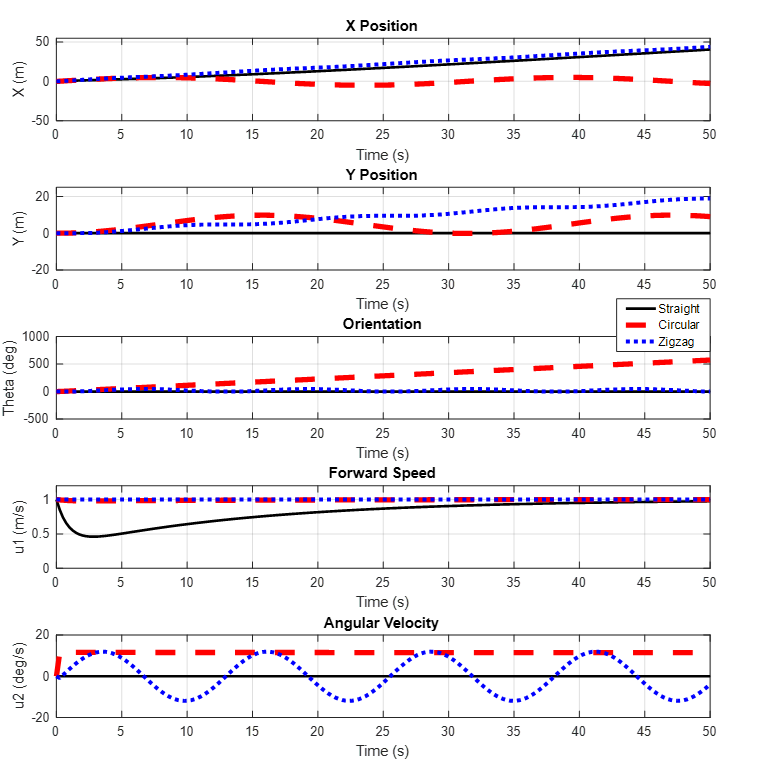 X Position
50
0
-50
X (m)
0 5 10 15 20 25 30 35 40 45 50
Time (s)
Y Position
20
0
-20
Y (m)
0 5 10 15 20 25 30 35 40 45 50
Time (s)
Straight
Circular
Zigzag
Orientation
1000
500
0
-500
Theta (deg)
0 5 10 15 20 25 30 35 40 45 50
Time (s)
Forward Speed
1
0.5
0
u1 (m/s)
0 5 10 15 20 25 30 35 40 45 50
Time (s)
Angular Velocity
20
0
-20
u2 (deg/s)
0 5 10 15 20 25 30 35 40 45 50
Time (s)